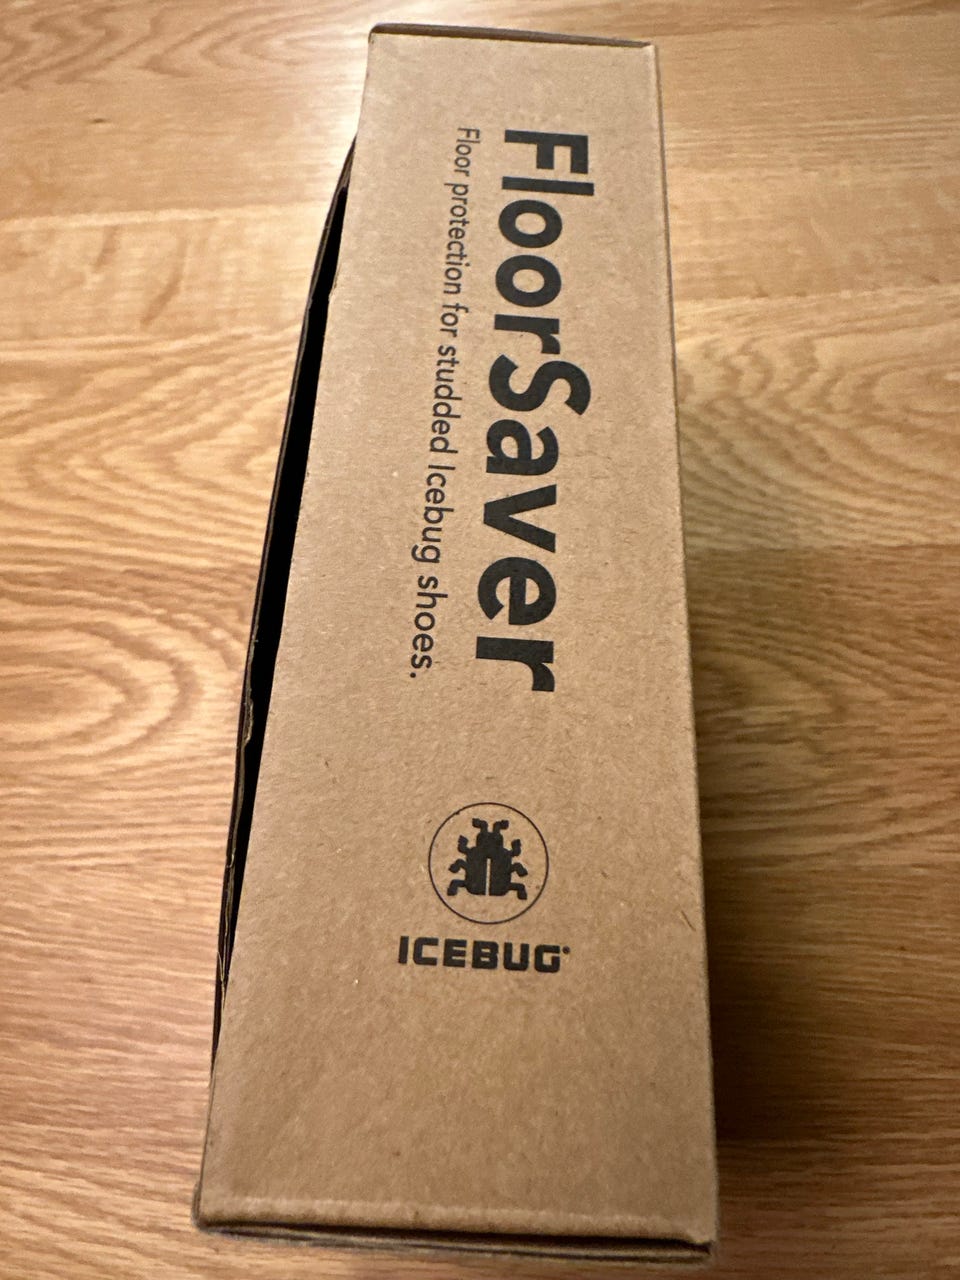 FloorSaver
Floor protection for studded Icebug shoes.
ICEBUG®